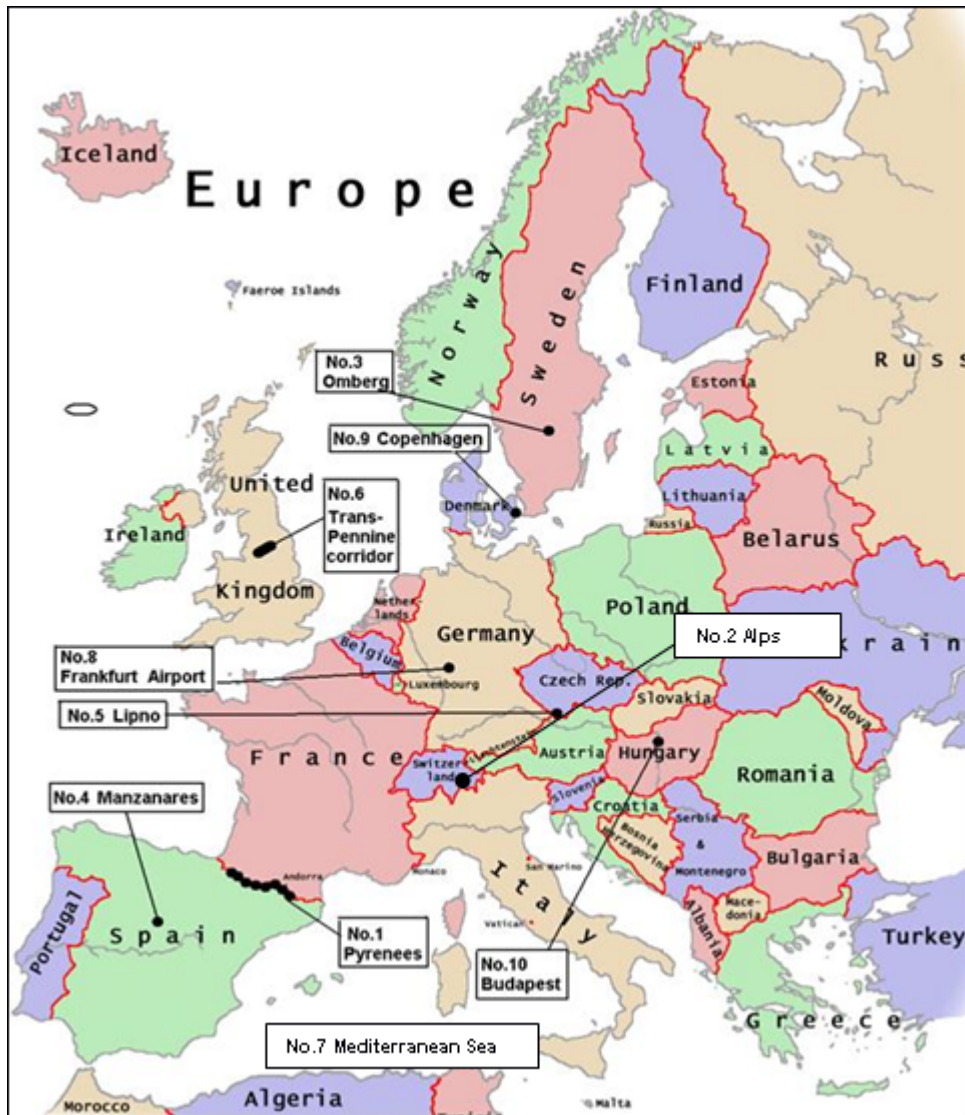 Iceland
Europe
Faeroe Islands
Norway
Sweden
Finland
Russ
No.3
Omberg
Estonia
No.9 Copenhagen
Latvia
Lithuania
Denmark
Russia
Belarus
United
Kingdom
No.6
Trans-
Pennine
corridor
Ireland
Nether-
lands
Poland
Germany
No.2 Alps
krain
Belgium
No.8
Frankfurt Airport
Luxembourg
Czech Rep.
Slovakia
Moldova
No.5 Lipno
Liechtenstein
Austria
Hungary
France
Switzer-
land
Romania
Slovenia
Croatia
No.4 Manzanares
Serbia
&
Montenegro
Bosnia
Herzegovina
Bulgaria
San Marino
Monaco
Andorra
Italy
Mace-
donia
Albania
Vatican
Portugal
Spain
No.1
Pyrenees
Turkey
No.10
Budapest
Greece
No.7 Mediterranean Sea
Algeria
Morocco
Malta